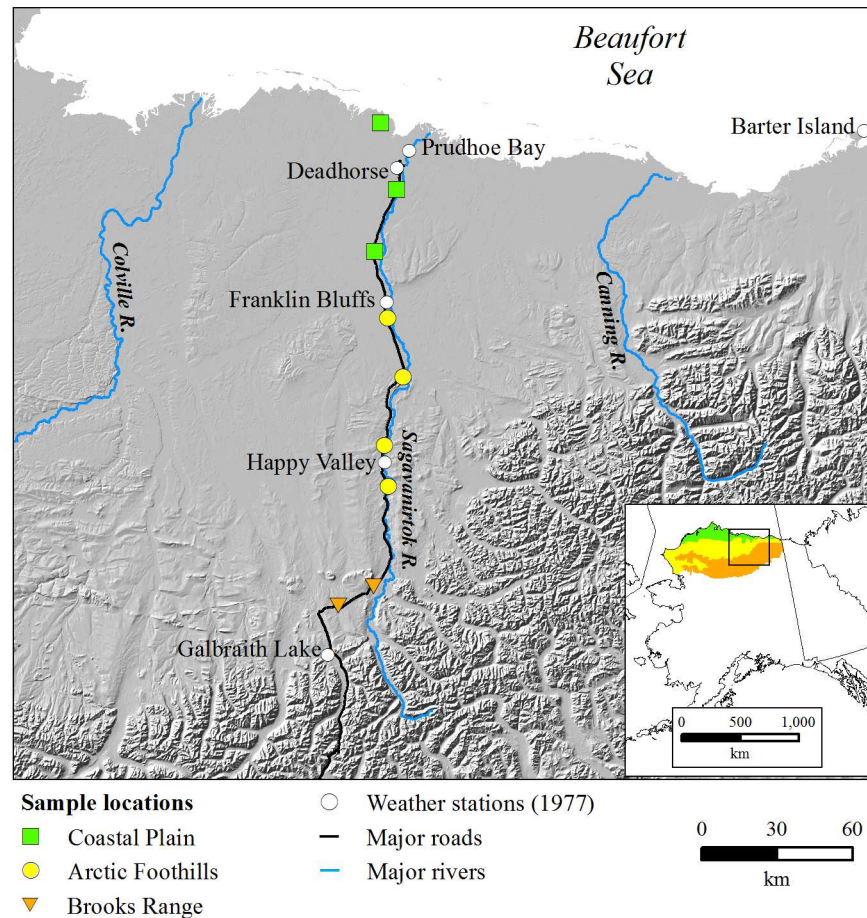 Beaufort
Sea
Barter Island
Prudhoe Bay
Deadhorse
Colville R.
Canning R.
Franklin Bluffs
Happy Valley
Sagavanirtok R.
Galbraith Lake
0 500 1,000
km
Sample locations
Coastal Plain
Arctic Foothills
Brooks Range
Weather stations (1977)
Major roads
Major rivers
0 30 60
km